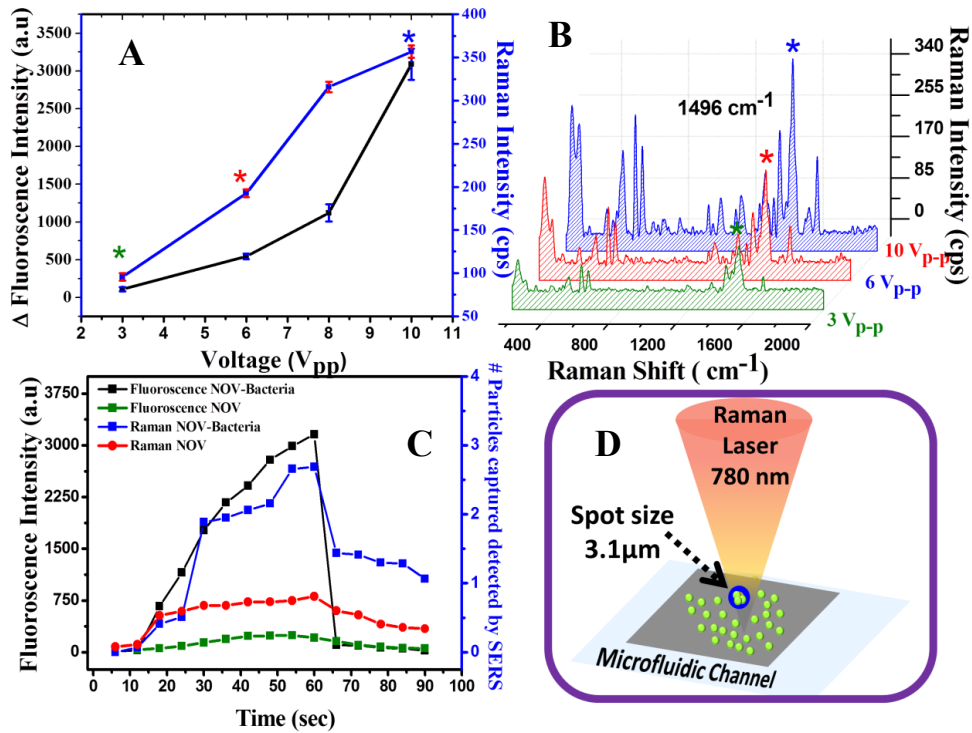 A
Δ Fluorescence Intensity (a.u)
3500
3000
2500
2000
1500
1000
500
0
400
350
300
250
200
150
100
50
Raman Intensity (cps)
*
*
*
2 3 4 5 6 7 8 9 10 11
Voltage (Vpp)
B
1496 cm-1
*
*
*
340
255
170
85
0
Raman Intensity (cps)
10 Vp-p
6 Vp-p
3 Vp-p
400 800 1200 1600 2000
Raman Shift ( cm-1)
C
Fluorescence NOV-Bacteria
Fluoroscence NOV
Raman NOV-Bacteria
Raman NOV
Fluorescence Intensity (a.u)
3750
3000
2250
1500
750
0
4
3
2
1
0
# Particles captured detected by SERS
0 10 20 30 40 50 60 70 80 90 100
Time (sec)
D
Raman
Laser
780 nm
Spot size
3.1µm
Microfluidic Channel